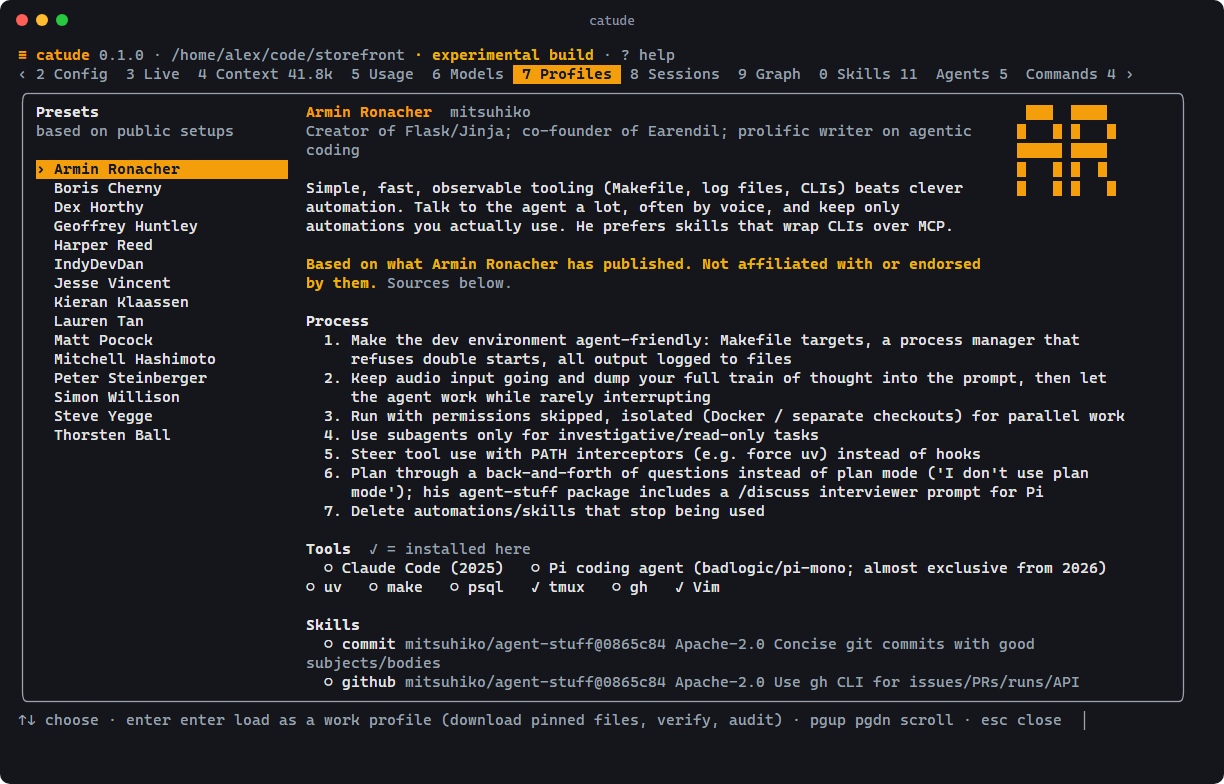 catude
≡ catude 0.1.0 · /home/alex/code/storefront · experimental build · ? help
‹ 2 Config 3 Live 4 Context 41.8k 5 Usage 6 Models 7 Profiles 8 Sessions 9 Graph 0 Skills 11 Agents 5 Commands 4 ›
Presets
based on public setups
› Armin Ronacher
Boris Cherny
Dex Horthy
Geoffrey Huntley
Harper Reed
IndyDevDan
Jesse Vincent
Kieran Klaassen
Lauren Tan
Matt Pocock
Mitchell Hashimoto
Peter Steinberger
Simon Willison
Steve Yegge
Thorsten Ball
Armin Ronacher mitsuhiko
Creator of Flask/Jinja; co-founder of Earendil; prolific writer on agentic
coding
AR
Simple, fast, observable tooling (Makefile, log files, CLIs) beats clever
automation. Talk to the agent a lot, often by voice, and keep only
automations you actually use. He prefers skills that wrap CLIs over MCP.
Based on what Armin Ronacher has published. Not affiliated with or endorsed
by them. Sources below.
Process
1. Make the dev environment agent-friendly: Makefile targets, a process manager that
refuses double starts, all output logged to files
2. Keep audio input going and dump your full train of thought into the prompt, then let
the agent work while rarely interrupting
3. Run with permissions skipped, isolated (Docker / separate checkouts) for parallel work
4. Use subagents only for investigative/read-only tasks
5. Steer tool use with PATH interceptors (e.g. force uv) instead of hooks
6. Plan through a back-and-forth of questions instead of plan mode ('I don't use plan
mode'); his agent-stuff package includes a /discuss interviewer prompt for Pi
7. Delete automations/skills that stop being used
Tools ✓ = installed here
○ Claude Code (2025) ○ Pi coding agent (badlogic/pi-mono; almost exclusive from 2026)
○ uv ○ make ○ psql ✓ tmux ○ gh ✓ Vim
Skills
○ commit mitsuhiko/agent-stuff@0865c84 Apache-2.0 Concise git commits with good
subjects/bodies
○ github mitsuhiko/agent-stuff@0865c84 Apache-2.0 Use gh CLI for issues/PRs/runs/API
↑↓ choose · enter enter load as a work profile (download pinned files, verify, audit) · pgup pgdn scroll · esc close